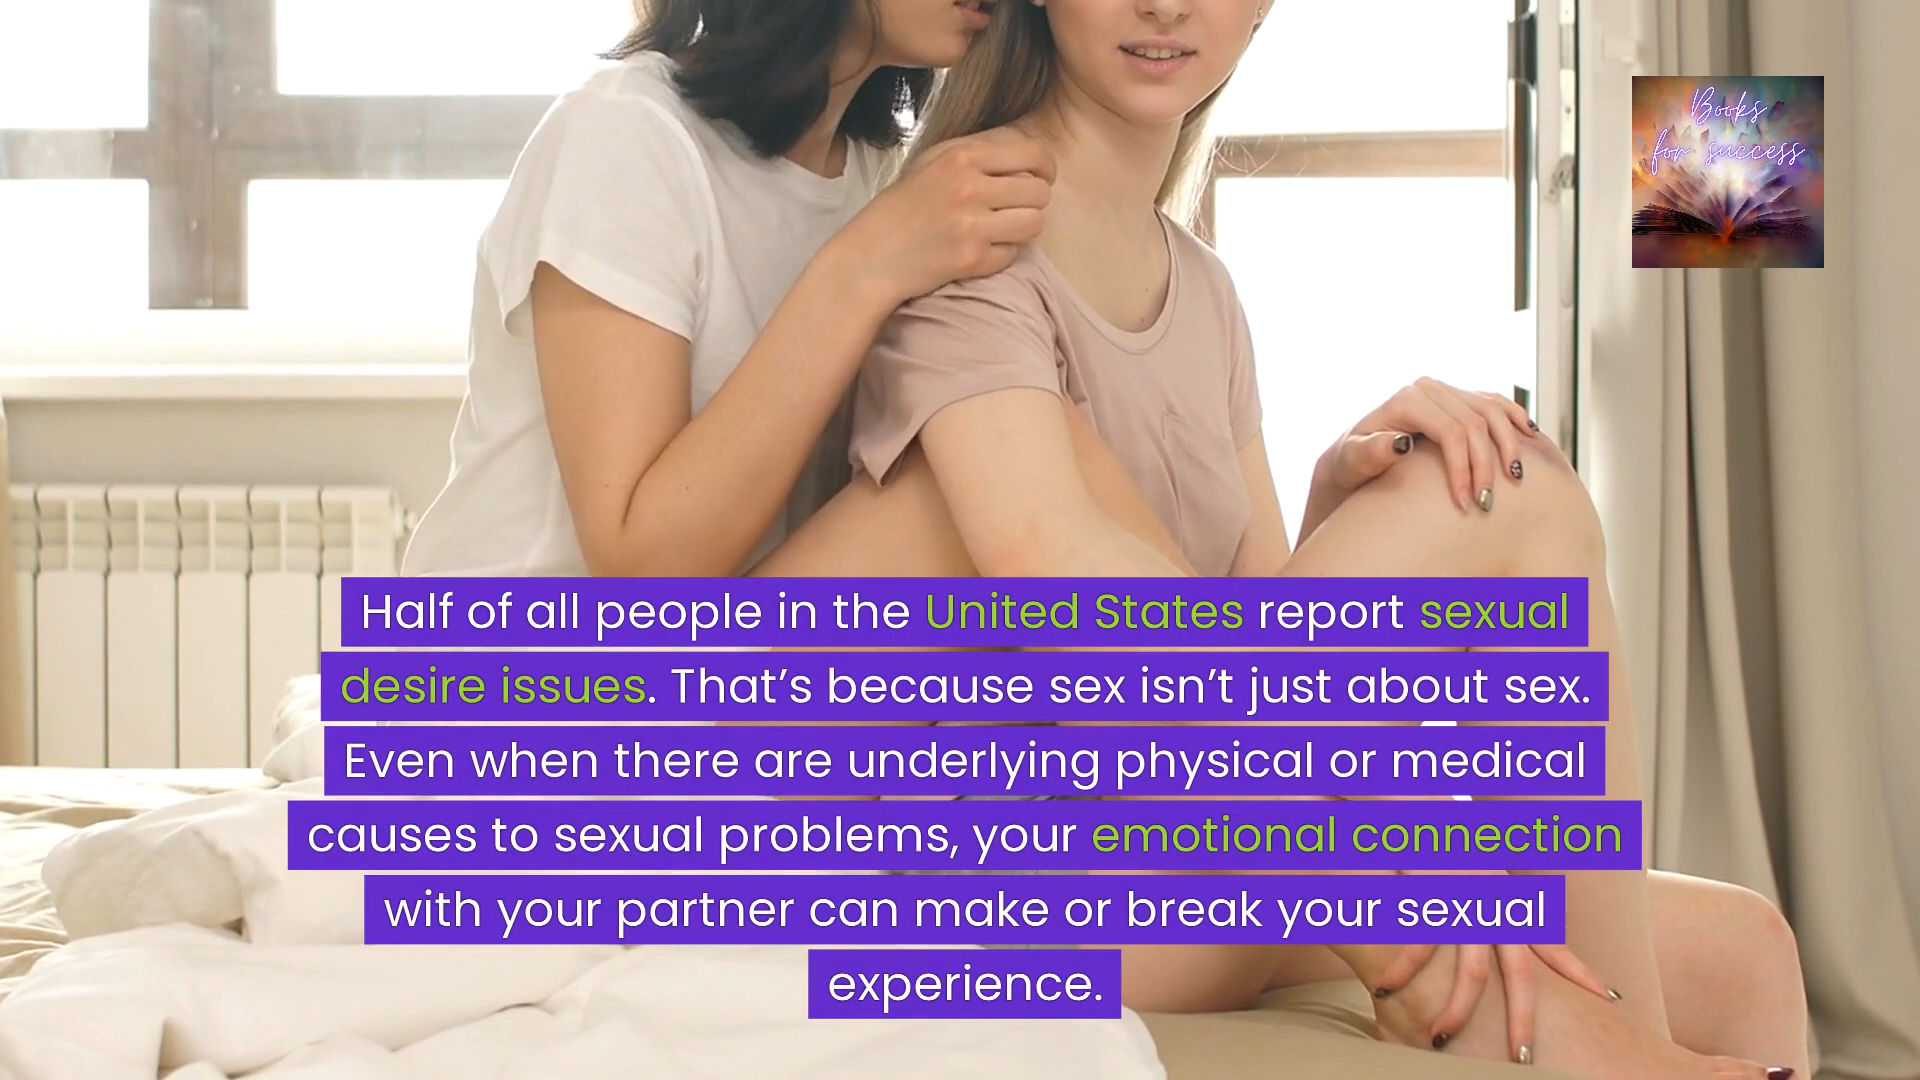 Books
for success
Half of all people in the United States report sexual
desire issues. That’s because sex isn’t just about sex.
Even when there are underlying physical or medical
causes to sexual problems, your emotional connection
with your partner can make or break your sexual
experience.